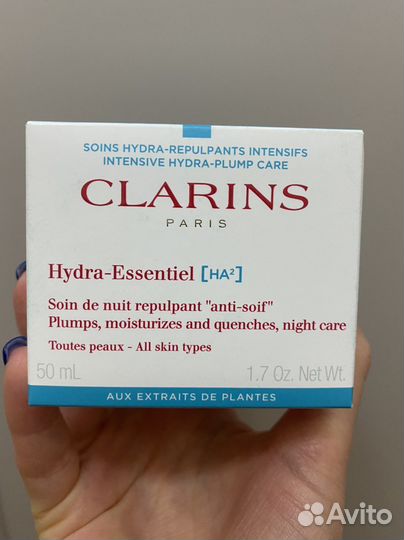 SOINS HYDRA-REPULPANTS INTENSIFS
INTENSIVE HYDRA-PLUMP CARE
CLARINS
PARIS
Hydra-Essentiel [HA²]
Soin de nuit repulpant "anti-soif"
Plumps, moisturizes and quenches, night care
Toutes peaux - All skin types
50 mL 1.7 Oz. Net Wt.
AUX EXTRAITS DE PLANTES
Avito